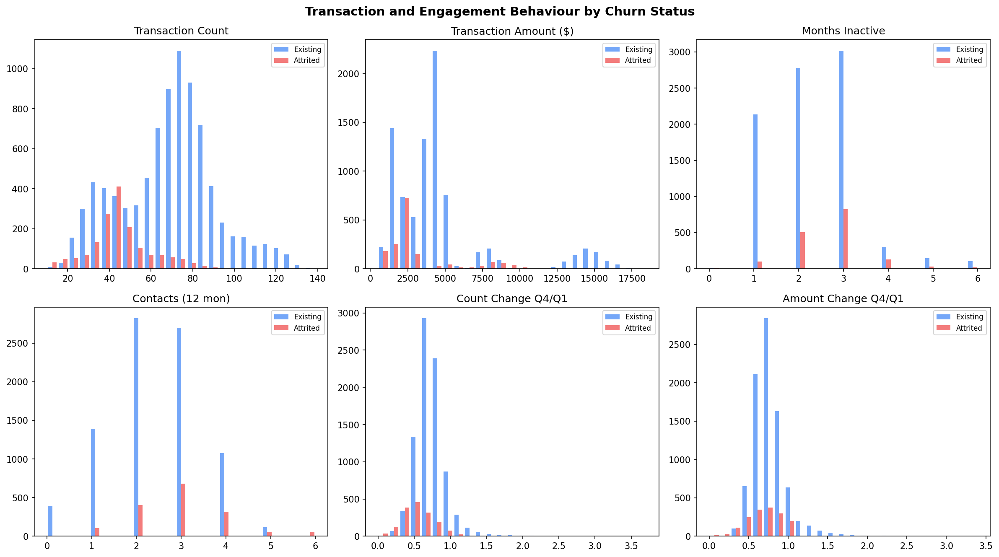 Transaction and Engagement Behaviour by Churn Status
Transaction Count
Existing
Attrited
1000
800
600
400
200
0
20 40 60 80 100 120 140
Transaction Amount ($)
Existing
Attrited
2000
1500
1000
500
0
0 2500 5000 7500 10000 12500 15000 17500
Months Inactive
Existing
Attrited
3000
2500
2000
1500
1000
500
0
0 1 2 3 4 5 6
Contacts (12 mon)
Existing
Attrited
2500
2000
1500
1000
500
0
0 1 2 3 4 5 6
Count Change Q4/Q1
Existing
Attrited
3000
2500
2000
1500
1000
500
0
0.0 0.5 1.0 1.5 2.0 2.5 3.0 3.5
Amount Change Q4/Q1
Existing
Attrited
2500
2000
1500
1000
500
0
0.0 0.5 1.0 1.5 2.0 2.5 3.0 3.5